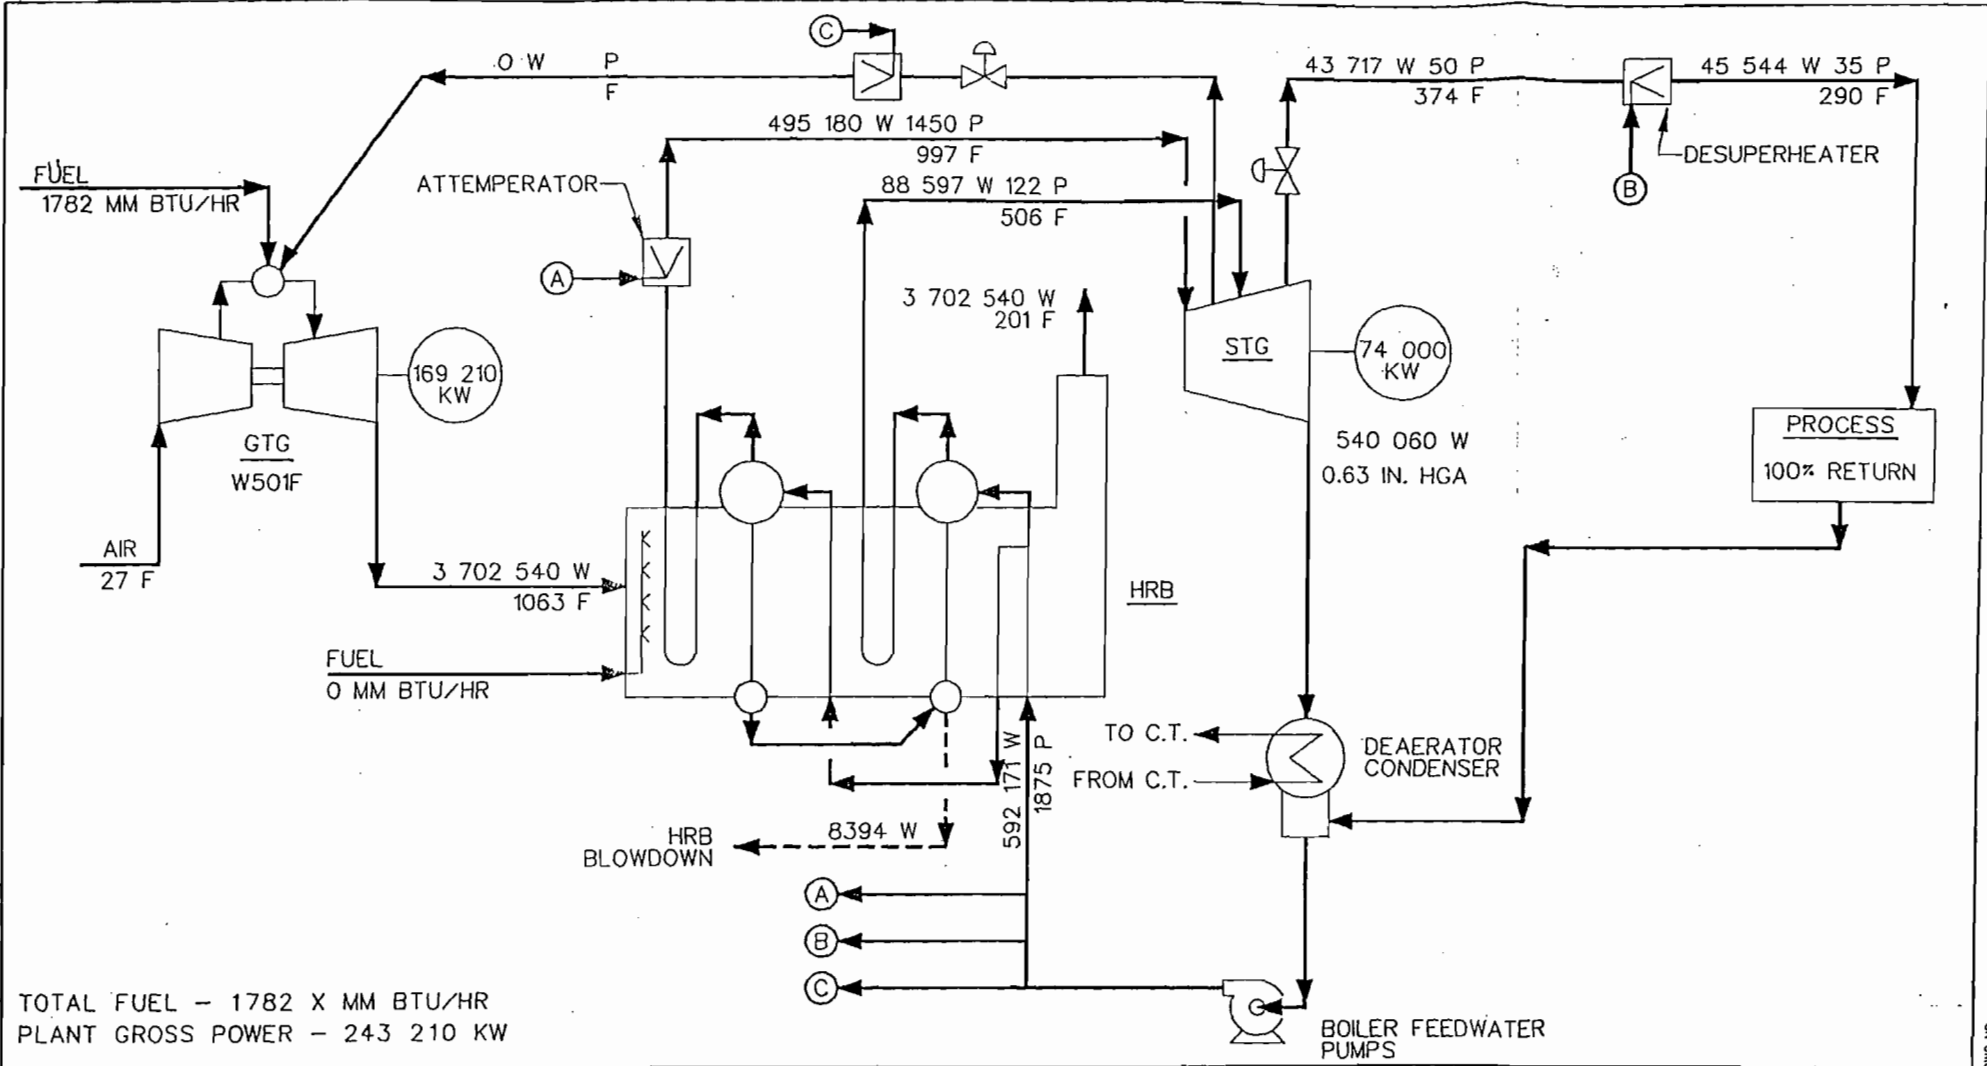 C
0 W P
F
43 717 W 50 P
374 F
45 544 W 35 P
290 F
495 180 W 1450 P
997 F
DESUPERHEATER
FUEL
1782 MM BTU/HR
ATTEMPERATOR
88 597 W 122 P
506 F
B
A
3 702 540 W
201 F
STG
74 000
KW
169 210
KW
GTG
W501F
540 060 W
0.63 IN. HGA
PROCESS
100% RETURN
AIR
27 F
3 702 540 W
1063 F
HRB
FUEL
0 MM BTU/HR
TO C.T.
FROM C.T.
DEAERATOR
CONDENSER
592 171 W
1875 P
HRB
BLOWDOWN
8394 W
A
B
C
TOTAL FUEL - 1782 X MM BTU/HR
PLANT GROSS POWER - 243 210 KW
BOILER FEEDWATER
PUMPS